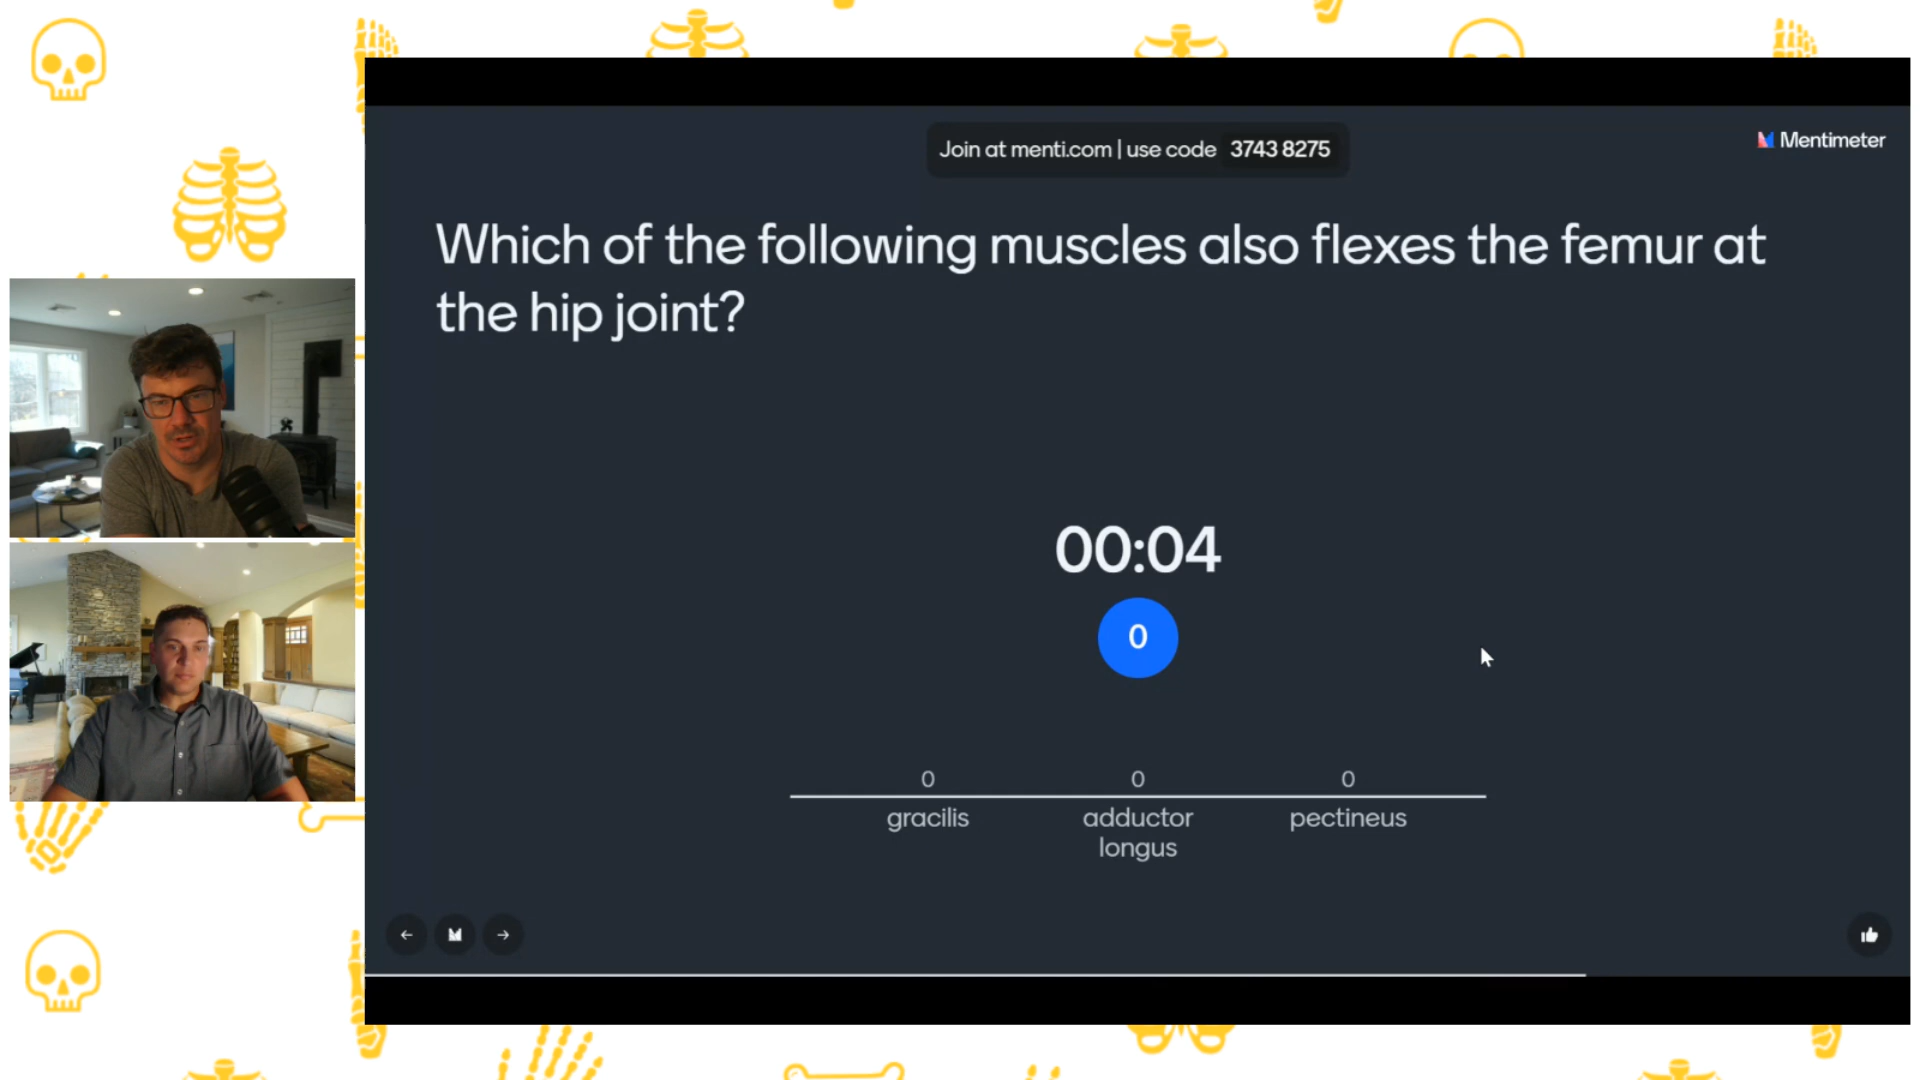 Join at menti.com | use code 3743 8275
Mentimeter
Which of the following muscles also flexes the femur at
the hip joint?
00:04
0
0 0 0
gracilis adductor pectineus
longus